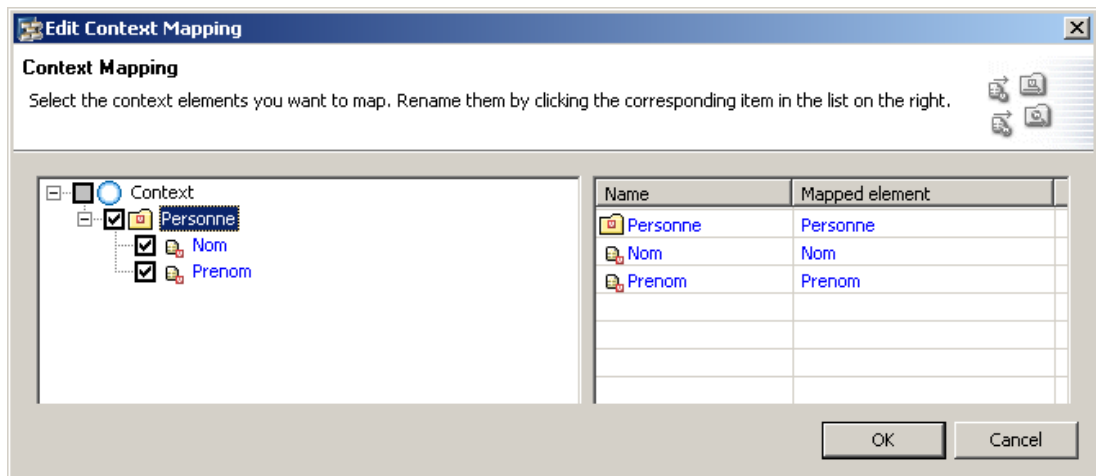 Edit Context Mapping
Context Mapping
Select the context elements you want to map. Rename them by clicking the corresponding item in the list on the right.
Context
Personne
Nom
Prenom
Name Mapped element
Personne Personne
Nom Nom
Prenom Prenom
OK Cancel